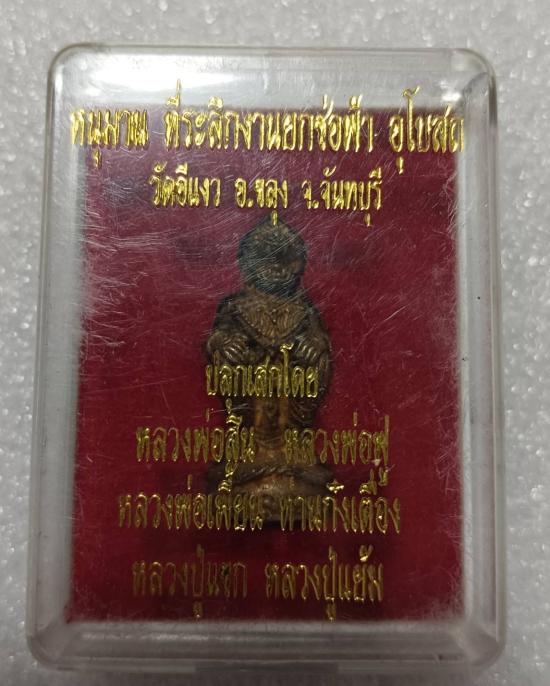 หนุมาน ที่ระลึกงานยกช่อฟ้า อุโบสถ
วัดอีแงว อ.ขลุง จ.จันทบุรี
ปลุกเสกโดย
หลวงพ่อสิน หลวงพ่อฟู
หลวงพ่อเพี้ยน ท่านก๋งเตื่อง
หลวงปู่แขก หลวงปู่แย้ม